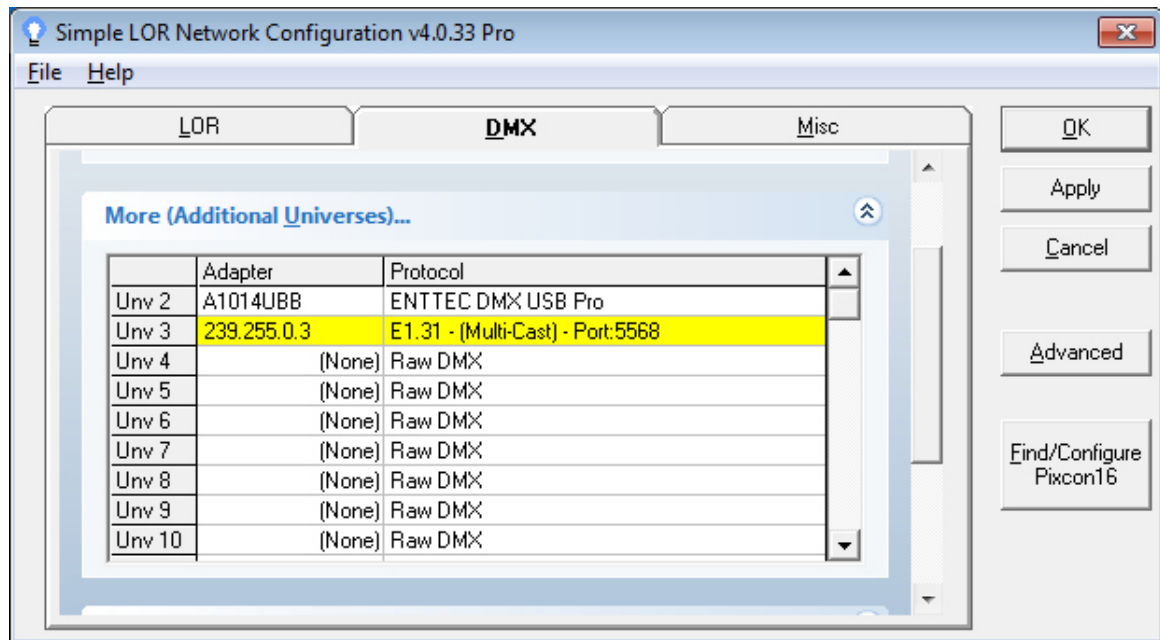 Simple LOR Network Configuration v4.0.33 Pro
File Help
LOR DMX Misc
OK
Apply
Cancel
Advanced
Find/Configure
Pixcon16
More (Additional Universes)...
Adapter Protocol
Unv 2 A1014UBB ENTTEC DMX USB Pro
Unv 3 239.255.0.3 E1.31 - (Multi-Cast) - Port:5568
Unv 4 (None) Raw DMX
Unv 5 (None) Raw DMX
Unv 6 (None) Raw DMX
Unv 7 (None) Raw DMX
Unv 8 (None) Raw DMX
Unv 9 (None) Raw DMX
Unv 10 (None) Raw DMX